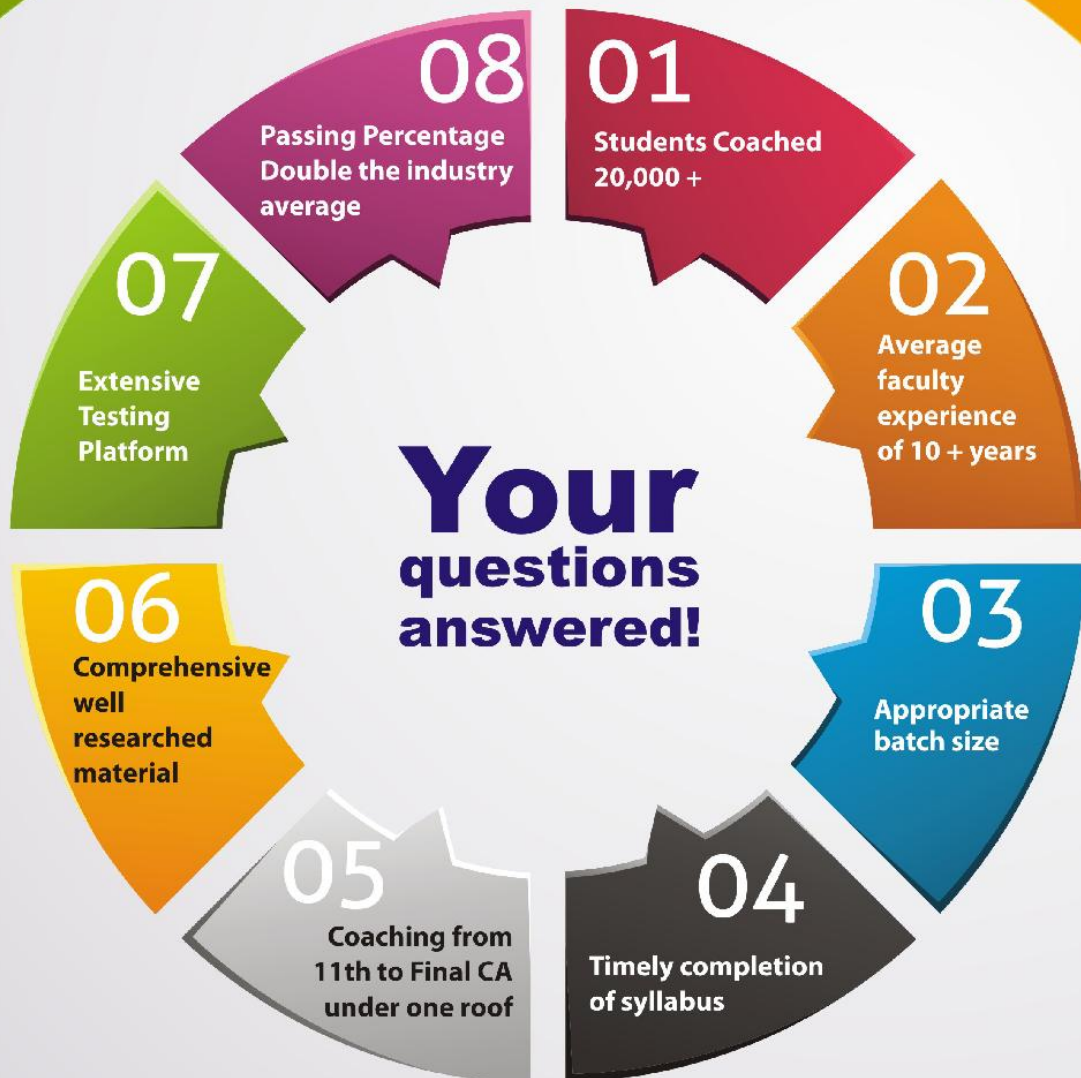 Your
questions
answered!
01
Students Coached
20,000 +
02
Average
faculty
experience
of 10 + years
03
Appropriate
batch size
04
Timely completion
of syllabus
05
Coaching from
11th to Final CA
under one roof
06
Comprehensive
well
researched
material
07
Extensive
Testing
Platform
08
Passing Percentage
Double the industry
average